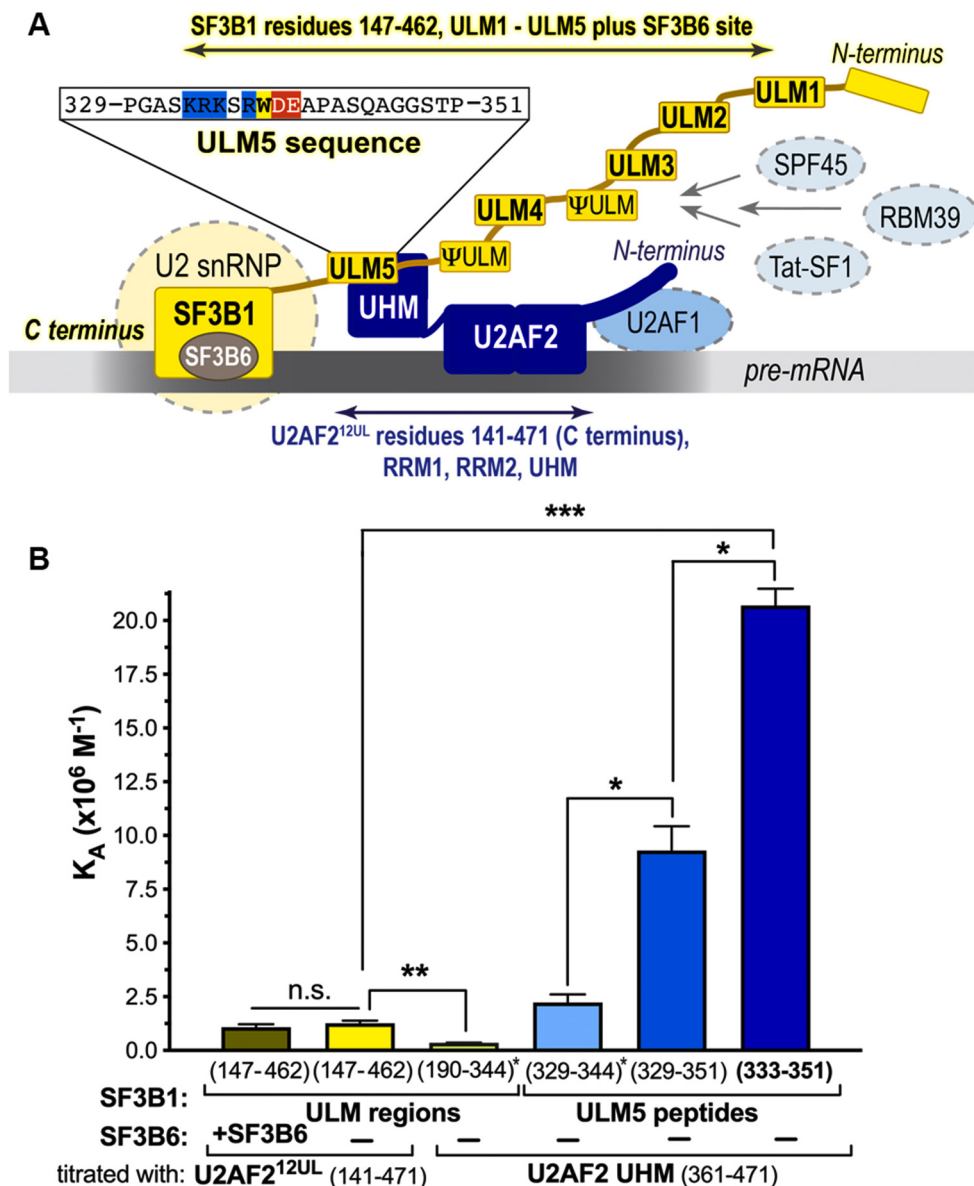 A
SF3B1 residues 147-462, ULM1 - ULM5 plus SF3B6 site
N-terminus
329–PGASKRKSRWDEAPASQAGGSTP–351
ULM5 sequence
ULM1
ULM2
ULM3
SPF45
ΨULM
ULM4
RBM39
ΨULM
N-terminus
Tat-SF1
U2 snRNP
ULM5
UHM
SF3B1
C terminus
U2AF2
U2AF1
SF3B6
pre-mRNA
U2AF212UL residues 141-471 (C terminus),
RRM1, RRM2, UHM
B
***
*
*
**
n.s.
KA (x10⁶ M⁻¹)
20.0
17.5
15.0
12.5
10.0
7.5
5.0
2.5
0.0
(147-462) (147-462) (190-344)* (329-344)* (329-351) (333-351)
SF3B1: ULM regions ULM5 peptides
SF3B6: +SF3B6 – – – – –
titrated with: U2AF212UL (141-471) U2AF2 UHM (361-471)